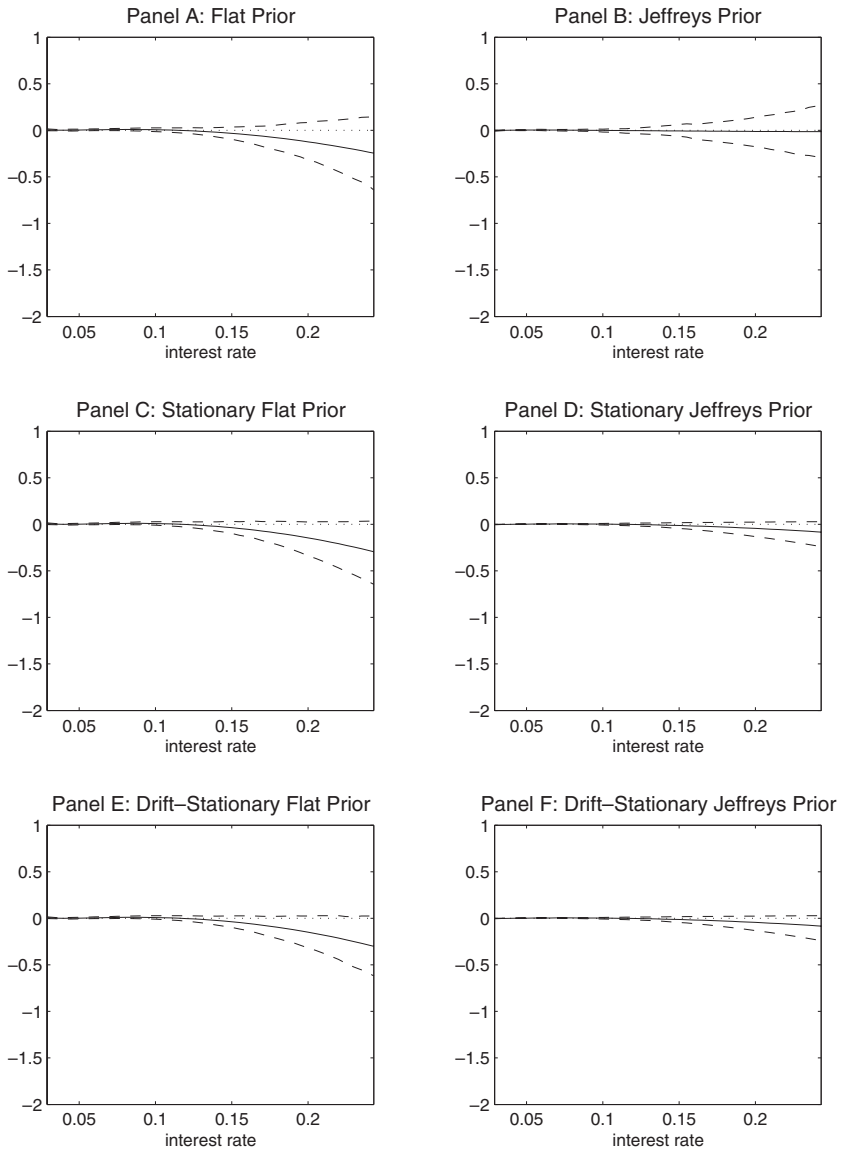 Panel A: Flat Prior
1
0.5
0
−0.5
−1
−1.5
−2
0.05 0.1 0.15 0.2
interest rate
Panel B: Jeffreys Prior
1
0.5
0
−0.5
−1
−1.5
−2
0.05 0.1 0.15 0.2
interest rate
Panel C: Stationary Flat Prior
1
0.5
0
−0.5
−1
−1.5
−2
0.05 0.1 0.15 0.2
interest rate
Panel D: Stationary Jeffreys Prior
1
0.5
0
−0.5
−1
−1.5
−2
0.05 0.1 0.15 0.2
interest rate
Panel E: Drift–Stationary Flat Prior
1
0.5
0
−0.5
−1
−1.5
−2
0.05 0.1 0.15 0.2
interest rate
Panel F: Drift–Stationary Jeffreys Prior
1
0.5
0
−0.5
−1
−1.5
−2
0.05 0.1 0.15 0.2
interest rate